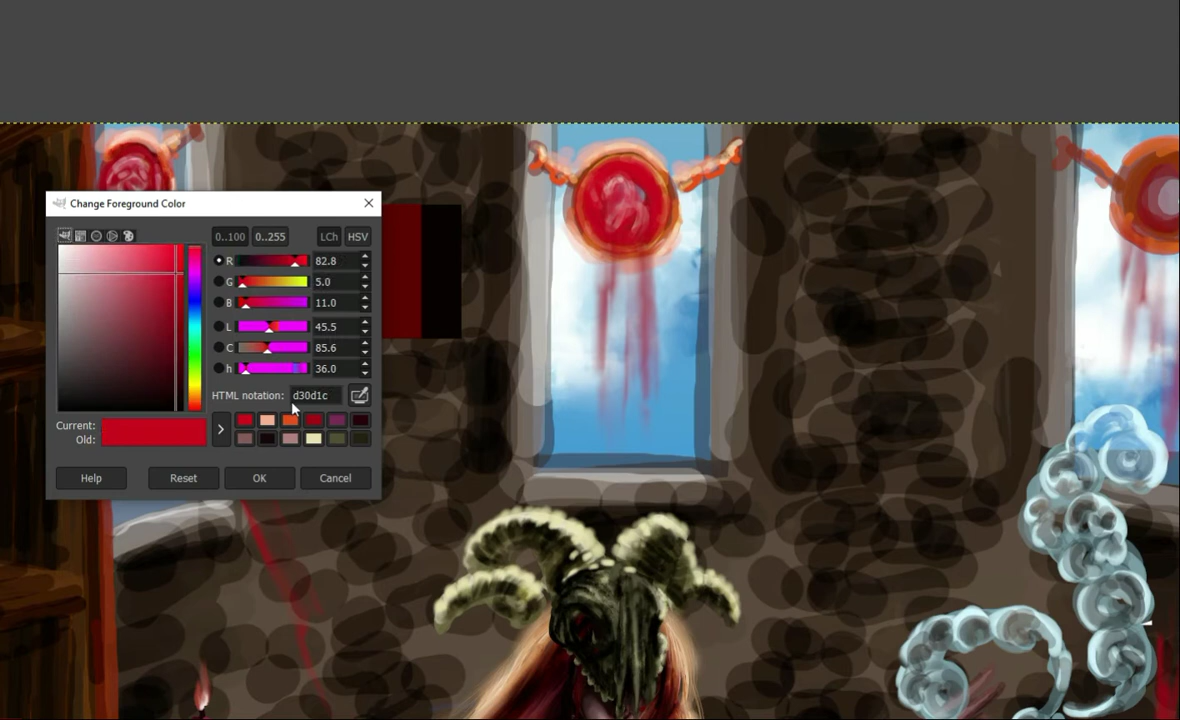 Change Foreground Color
0..100 0..255 LCh HSV
R 82.8
G 5.0
B 11.0
L 45.5
C 85.6
h 36.0
HTML notation: d30d1c
Current:
Old:
Help Reset OK Cancel